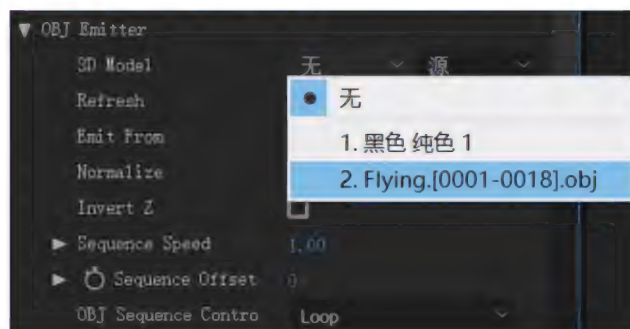 OBJ Emitter
3D Model 无 源
Refresh
无
Emit From
1. 黑色 纯色 1
Normalize
2. Flying.[0001-0018].obj
Invert Z
Sequence Speed 1.00
Sequence Offset 0
OBJ Sequence Contro Loop